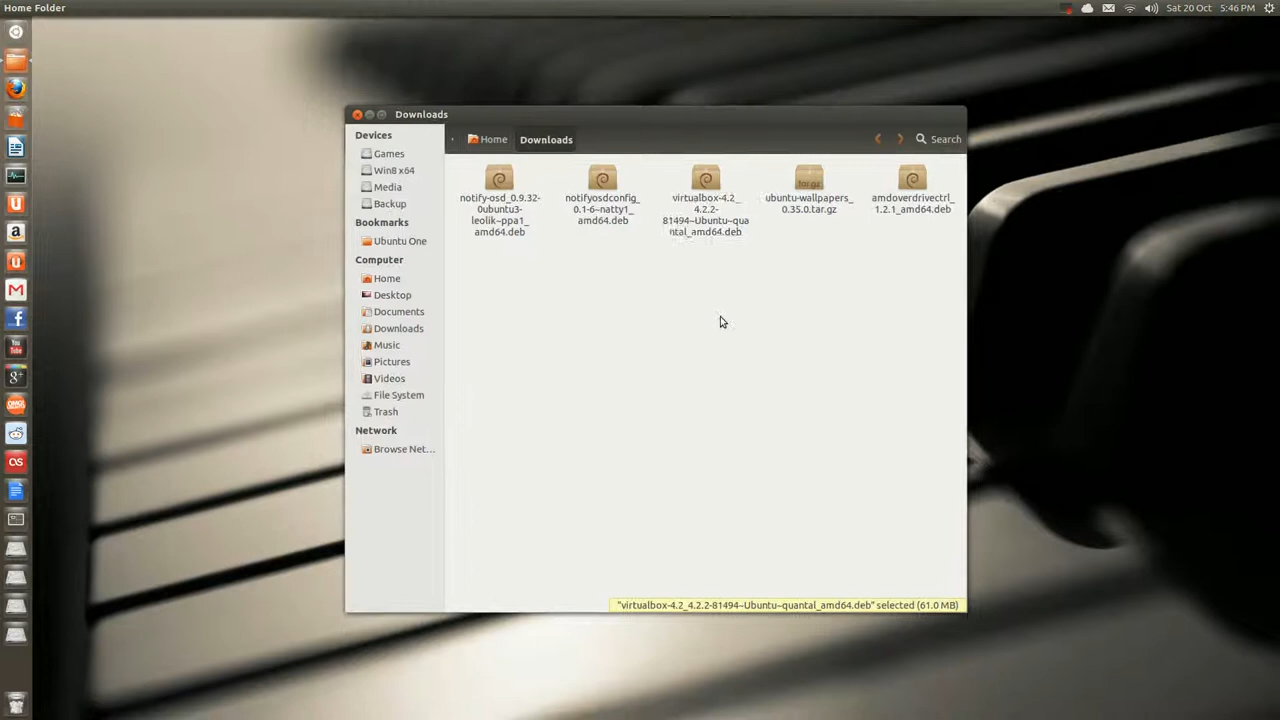 Home Folder
Sat 20 Oct
5:46 PM
Downloads
Home
Downloads
Search
Devices
Games
Win8 x64
Media
Backup
Bookmarks
Ubuntu One
Computer
Home
Desktop
Documents
Downloads
Music
Pictures
Videos
File System
Trash
Network
Browse Net...
notify-osd_0.9.32-
0ubuntu3~
leolik~ppa1_
amd64.deb
notifyosdconfig_
0.1-6~natty1_
amd64.deb
virtualbox-4.2_
4.2.2-
81494~Ubuntu~qua
ntal_amd64.deb
tar.gz
ubuntu-wallpapers_
0.35.0.tar.gz
amdoverdrivectrl_
1.2.1_amd64.deb
"virtualbox-4.2_4.2.2-81494~Ubuntu~quantal_amd64.deb" selected (61.0 MB)